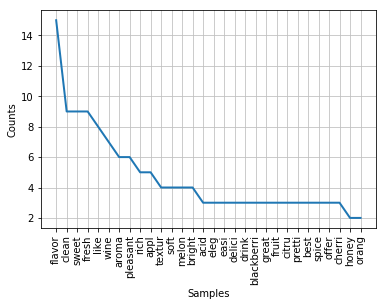 14
12
10
8
6
4
2
Counts
flavor
clean
sweet
fresh
like
wine
aroma
pleasant
rich
appl
textur
soft
melon
bright
acid
eleg
easi
delici
drink
blackberri
great
fruit
citru
pretti
best
spice
offer
cherri
honey
orang
Samples